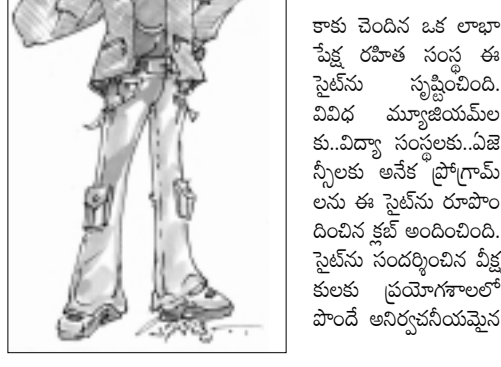 కాకు చెందిన ఒక లాభా
పేక్ష రహిత సంస్థ ఈ
సైట్‌ను సృష్టించింది.
వివిధ మ్యూజియమ్‌ల
కు..విద్యా సంస్థలకు..ఏజె
న్సీలకు అనేక ప్రోగ్రామ్
లను ఈ సైట్‌ను రూపొం
దించిన క్లబ్ అందించింది.
సైట్‌ను సందర్శించిన వీక్ష
కులకు ప్రయోగశాలలో
పొందే అనిర్వచనీయమైన